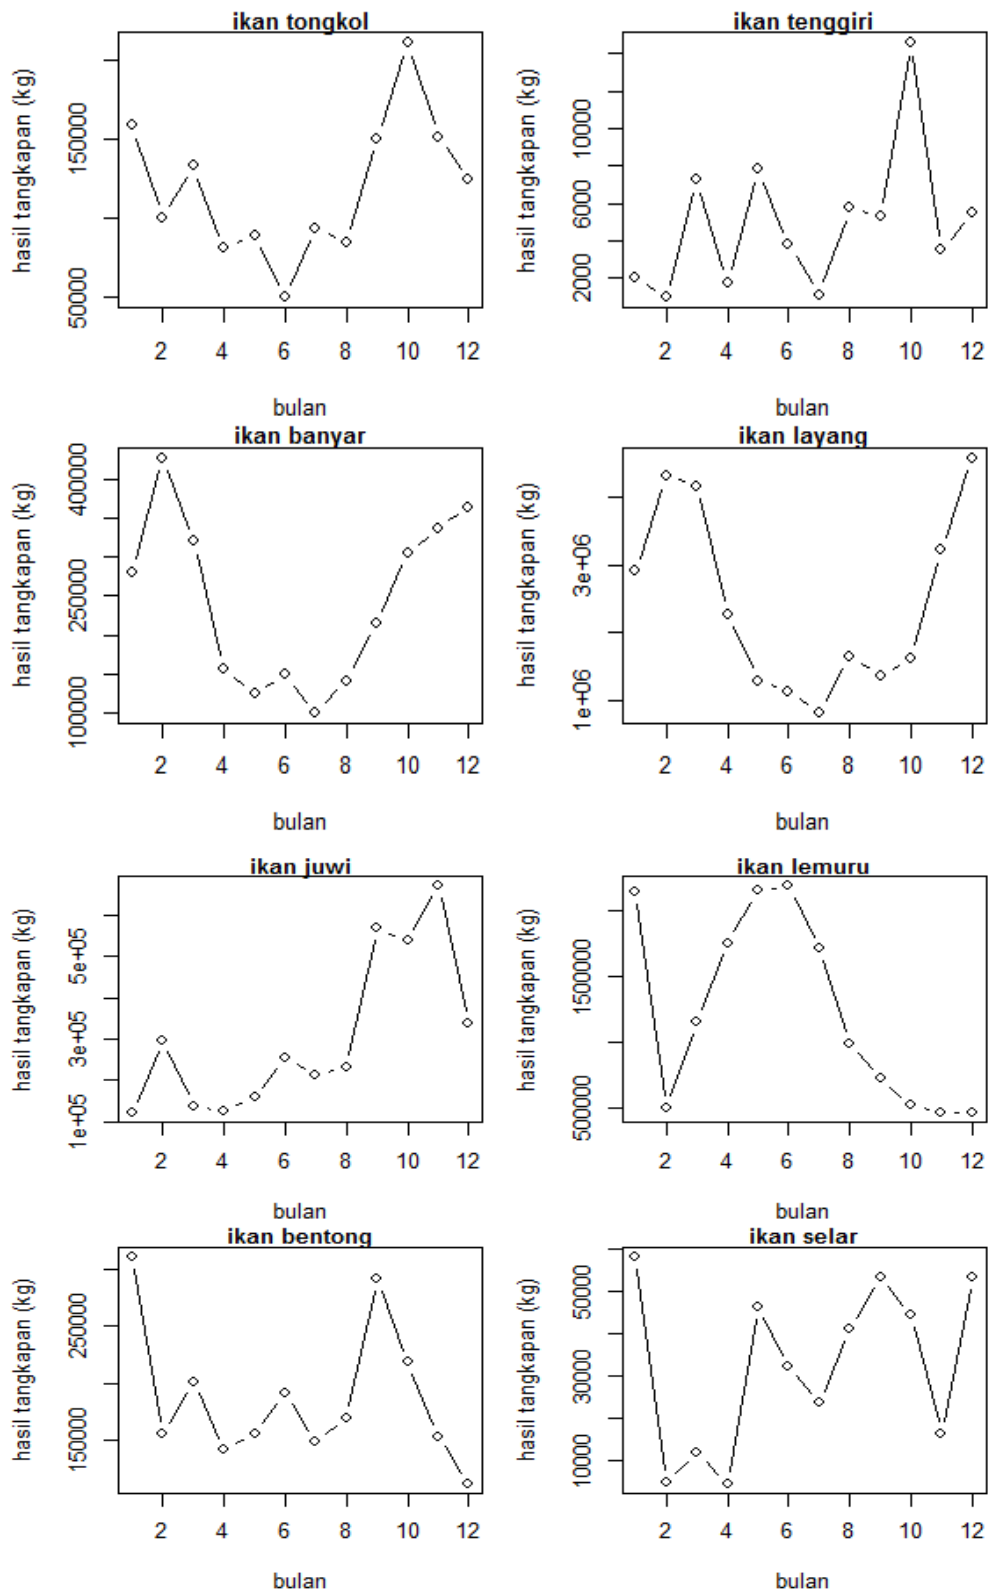 ikan tongkol
hasil tangkapan (kg)
150000
50000
2 4 6 8 10 12
bulan
ikan tenggiri
hasil tangkapan (kg)
10000
6000
2000
2 4 6 8 10 12
bulan
ikan banyar
hasil tangkapan (kg)
400000
250000
100000
2 4 6 8 10 12
bulan
ikan layang
hasil tangkapan (kg)
3e+06
1e+06
2 4 6 8 10 12
bulan
ikan juwi
hasil tangkapan (kg)
5e+05
3e+05
1e+05
2 4 6 8 10 12
bulan
ikan lemuru
hasil tangkapan (kg)
1500000
500000
2 4 6 8 10 12
bulan
ikan bentong
hasil tangkapan (kg)
250000
150000
2 4 6 8 10 12
bulan
ikan selar
hasil tangkapan (kg)
50000
30000
10000
2 4 6 8 10 12
bulan